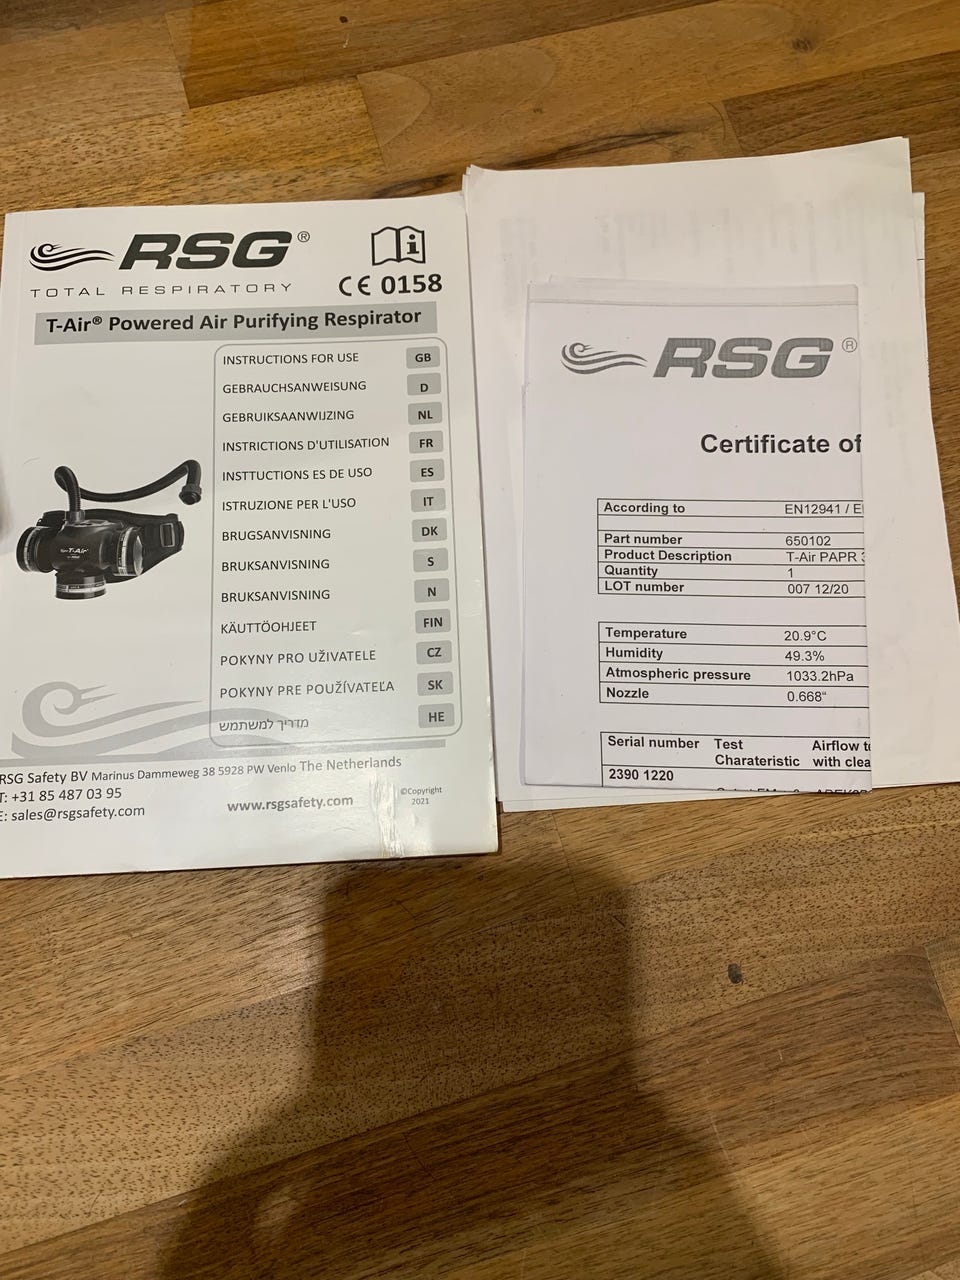 RSG®
TOTAL RESPIRATORY
CE 0158
T-Air® Powered Air Purifying Respirator
INSTRUCTIONS FOR USE GB
GEBRAUCHSANWEISUNG D
GEBRUIKSAANWIJZING NL
INSTRICTIONS D'UTILISATION FR
INSTTUCTIONS ES DE USO ES
ISTRUZIONE PER L'USO IT
BRUGSANVISNING DK
BRUKSANVISNING S
BRUKSANVISNING N
KÄUTTÖOHJEET FIN
POKYNY PRO UŽIVATELE CZ
POKYNY PRE POUŽÍVATEĽA SK
מדריך למשתמש HE
T-Air®
RSG Safety BV Marinus Dammeweg 38 5928 PW Venlo The Netherlands
T: +31 85 487 03 95
E: sales@rsgsafety.com
www.rsgsafety.com
©Copyright
2021
RSG®
Certificate of
According to EN12941 / E
Part number 650102
Product Description T-Air PAPR 3
Quantity 1
LOT number 007 12/20
Temperature 20.9°C
Humidity 49.3%
Atmospheric pressure 1033.2hPa
Nozzle 0.668"
Serial number Test Airflow te
Charateristic with clea
2390 1220